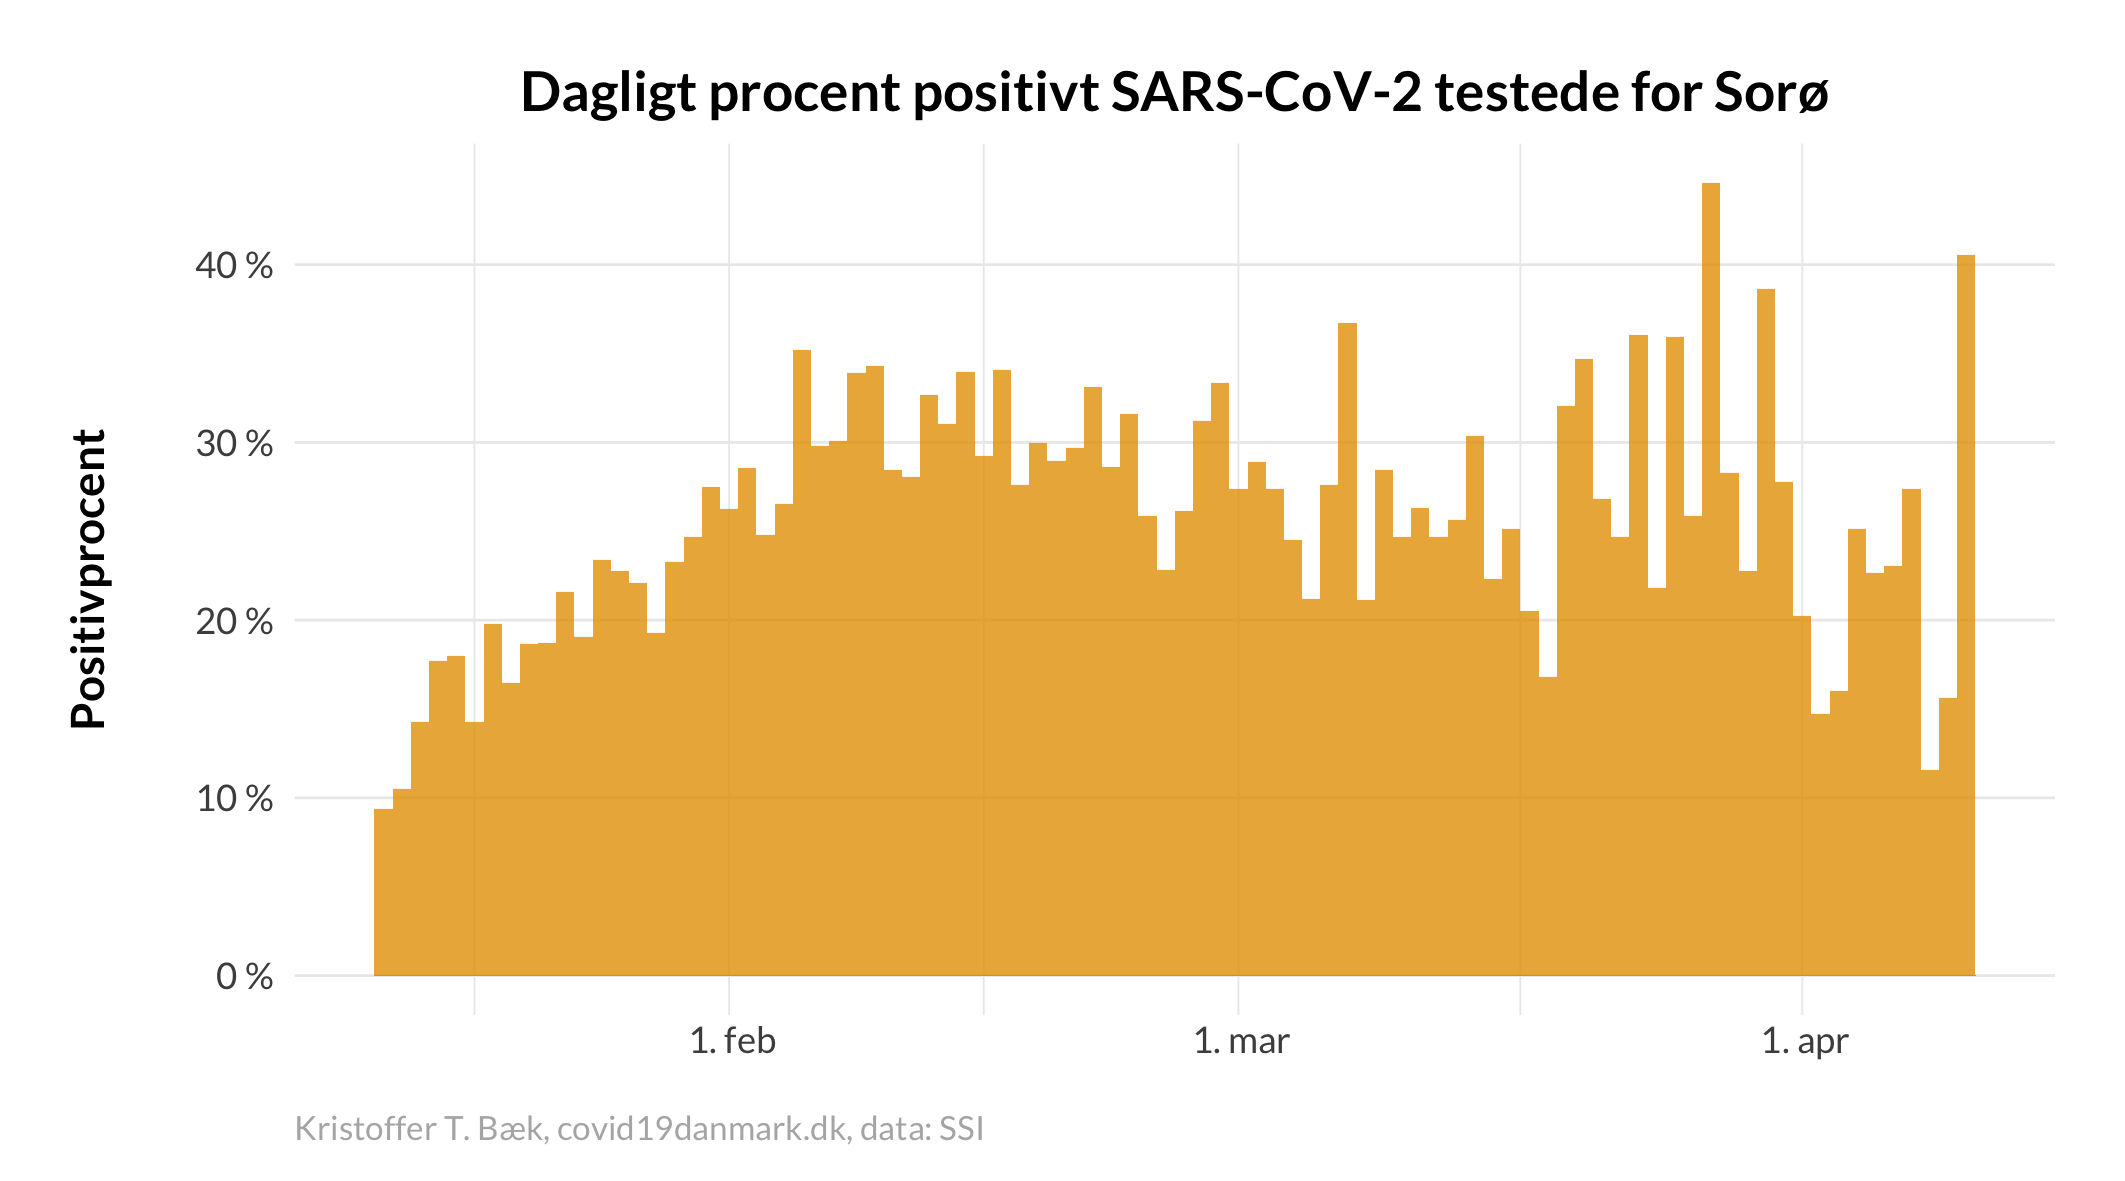 Dagligt procent positivt SARS-CoV-2 testede for Sorø
Positivprocent
40 %
30 %
20 %
10 %
0 %
1. feb
1. mar
1. apr
Kristoffer T. Bæk, covid19danmark.dk, data: SSI